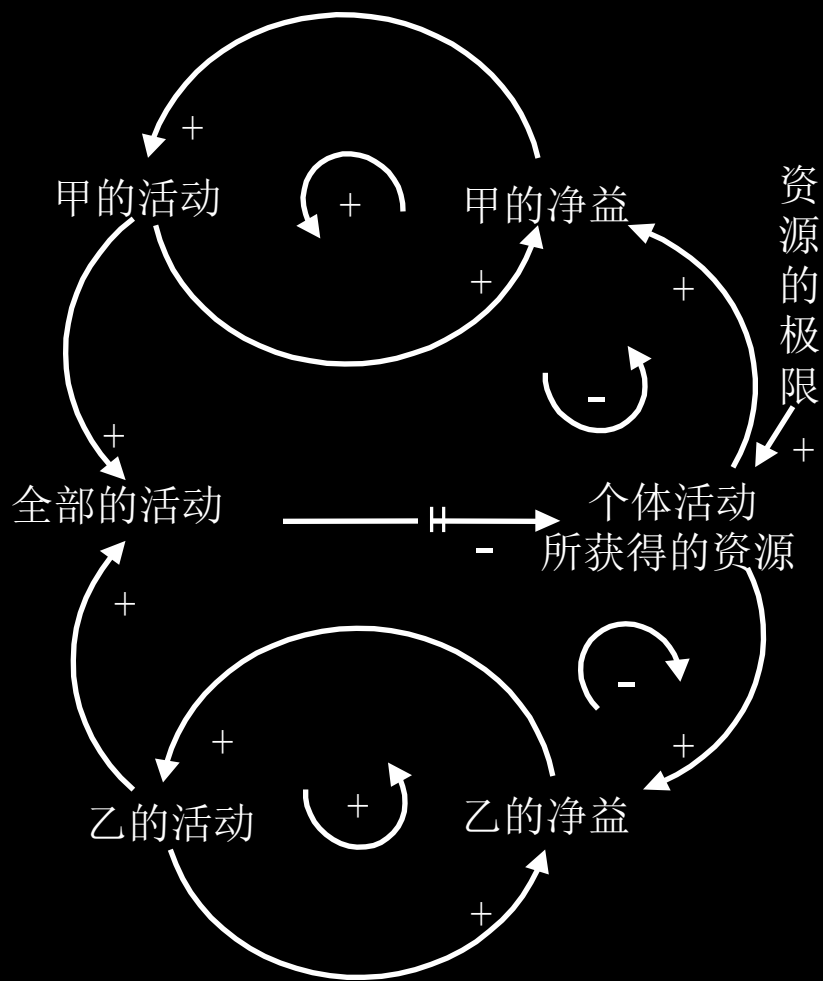 +
甲的活动
+
甲的净益
+
+
资源的极限
-
+
+
全部的活动
个体活动
所获得的资源
-
+
-
+
+
乙的活动
+
乙的净益
+